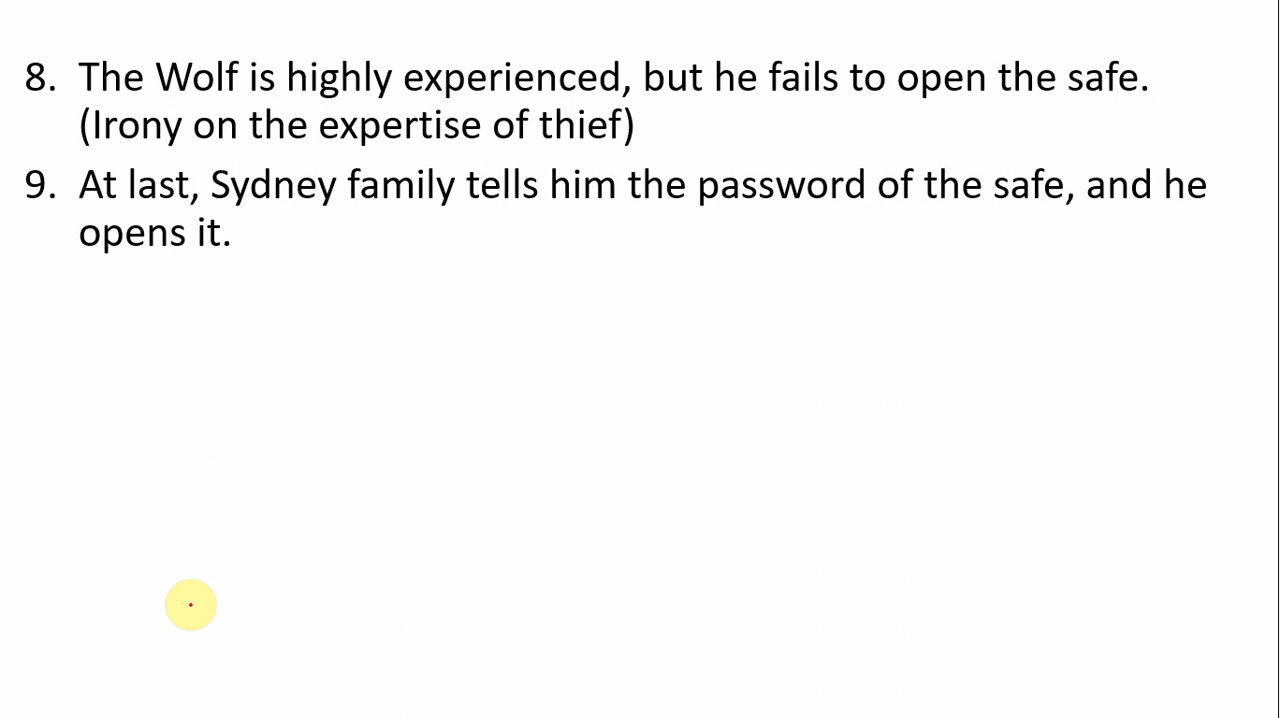 8. The Wolf is highly experienced, but he fails to open the safe.
(Irony on the expertise of thief)
9. At last, Sydney family tells him the password of the safe, and he
opens it.